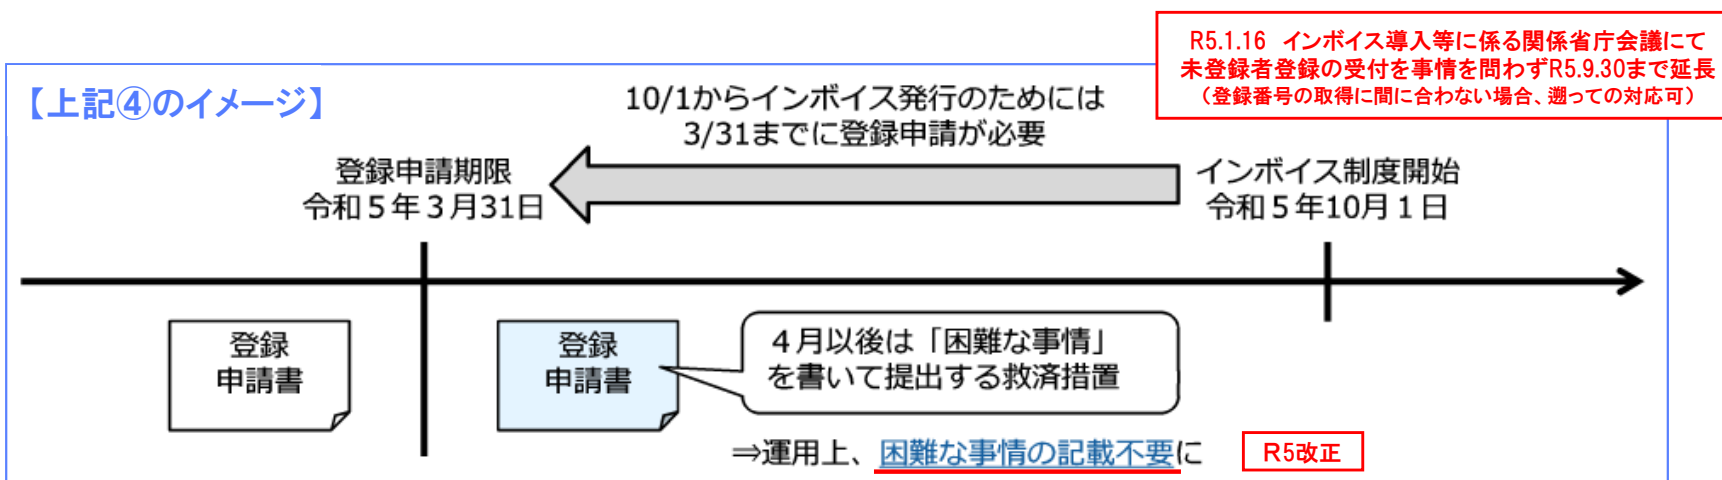 R5.1.16 インボイス導入等に係る関係省庁会議にて
未登録者登録の受付を事情を問わずR5.9.30まで延長
（登録番号の取得に間に合わない場合、遡っての対応可）
【上記④のイメージ】
10/1からインボイス発行のためには
3/31までに登録申請が必要
登録申請期限
令和５年３月31日
インボイス制度開始
令和５年10月１日
登録
申請書
登録
申請書
４月以後は「困難な事情」
を書いて提出する救済措置
⇒運用上、困難な事情の記載不要に
R5改正